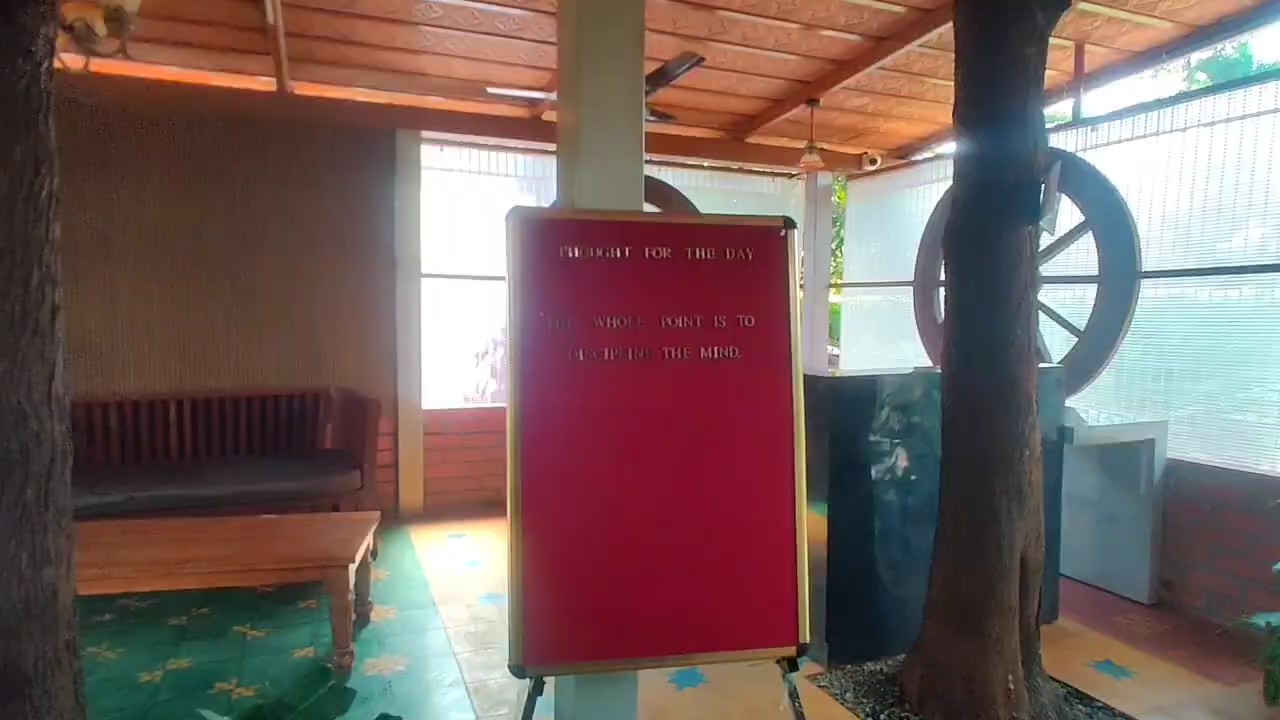 THOUGHT FOR THE DAY
THE WHOLE POINT IS TO
DISCIPLINE THE MIND.